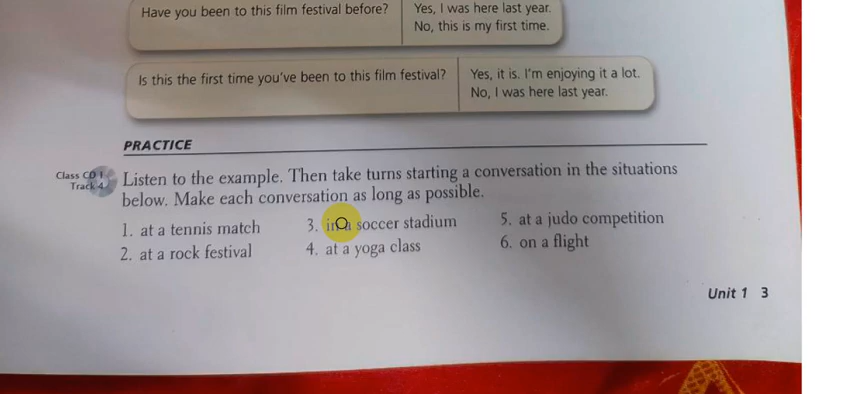 Have you been to this film festival before?
Yes, I was here last year.
No, this is my first time.
Is this the first time you've been to this film festival?
Yes, it is. I'm enjoying it a lot.
No, I was here last year.
PRACTICE
Class CD 1
Track 4
Listen to the example. Then take turns starting a conversation in the situations
below. Make each conversation as long as possible.
1. at a tennis match
2. at a rock festival
3. in a soccer stadium
4. at a yoga class
5. at a judo competition
6. on a flight
Unit 1 3